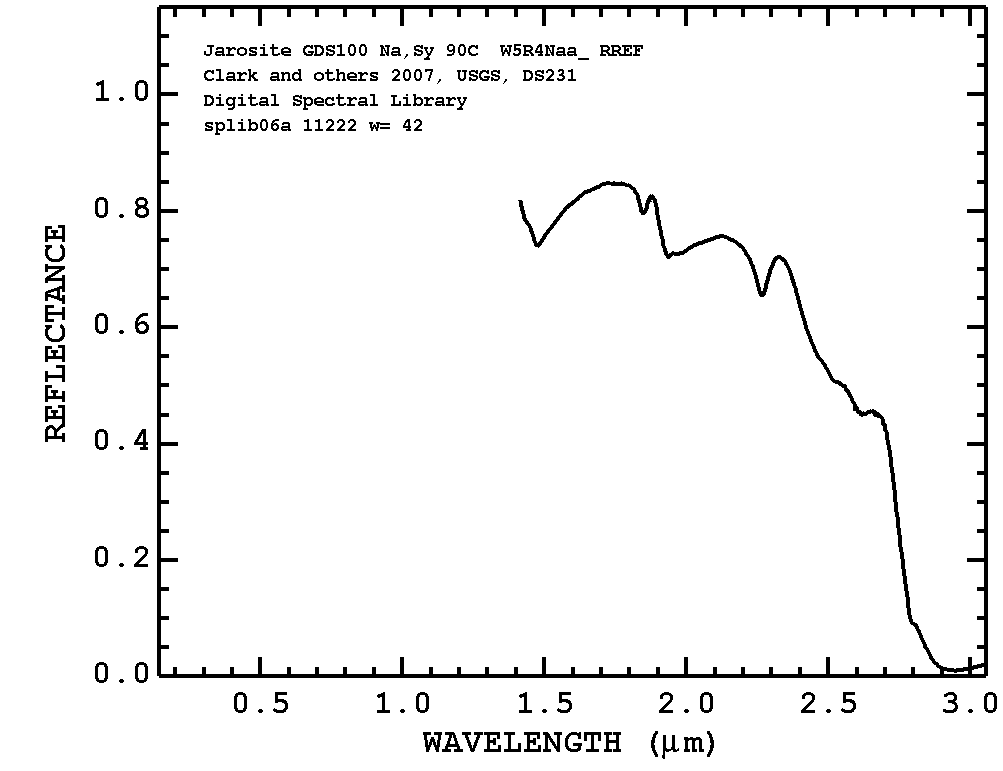 Jarosite GDS100 Na,Sy 90C  W5R4Naa_ RREF
Clark and others 2007, USGS, DS231
Digital Spectral Library
splib06a 11222 w= 42
1.0
0.8
0.6
0.4
0.2
0.0
REFLECTANCE
0.5 1.0 1.5 2.0 2.5 3.0
WAVELENGTH (μm)